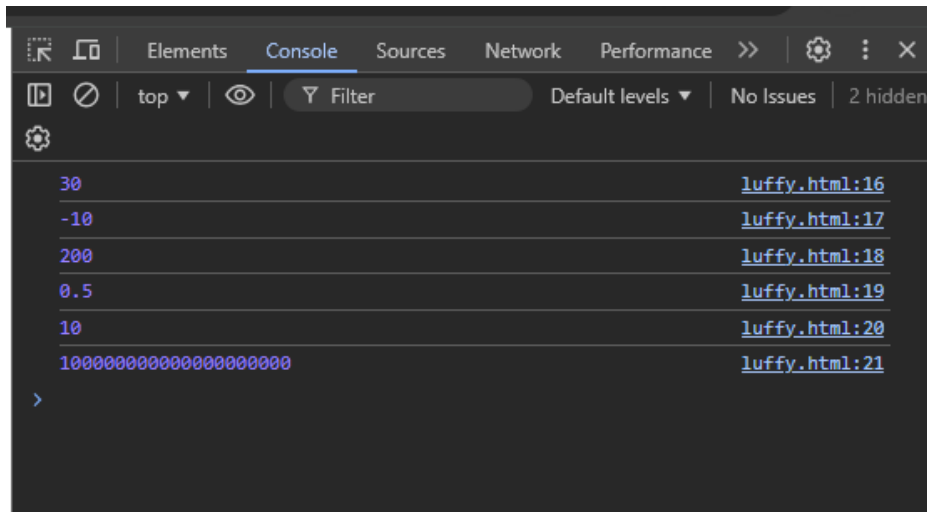 Elements Console Sources Network Performance
top Filter Default levels No Issues 2 hidden
30 luffy.html:16
-10 luffy.html:17
200 luffy.html:18
0.5 luffy.html:19
10 luffy.html:20
100000000000000000000 luffy.html:21